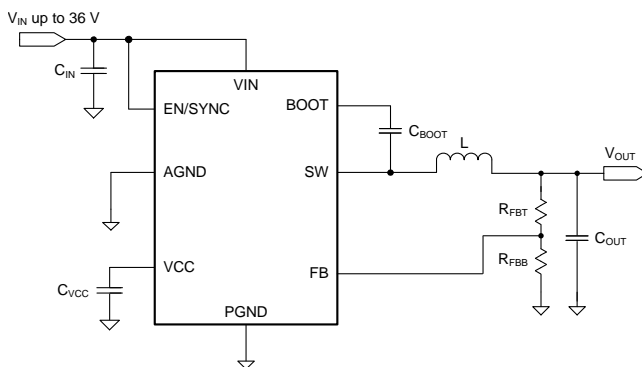 V_IN up to 36 V
C_IN
VIN
EN/SYNC
BOOT
C_BOOT
AGND
SW
L
V_OUT
R_FBT
C_OUT
R_FBB
VCC
FB
C_VCC
PGND